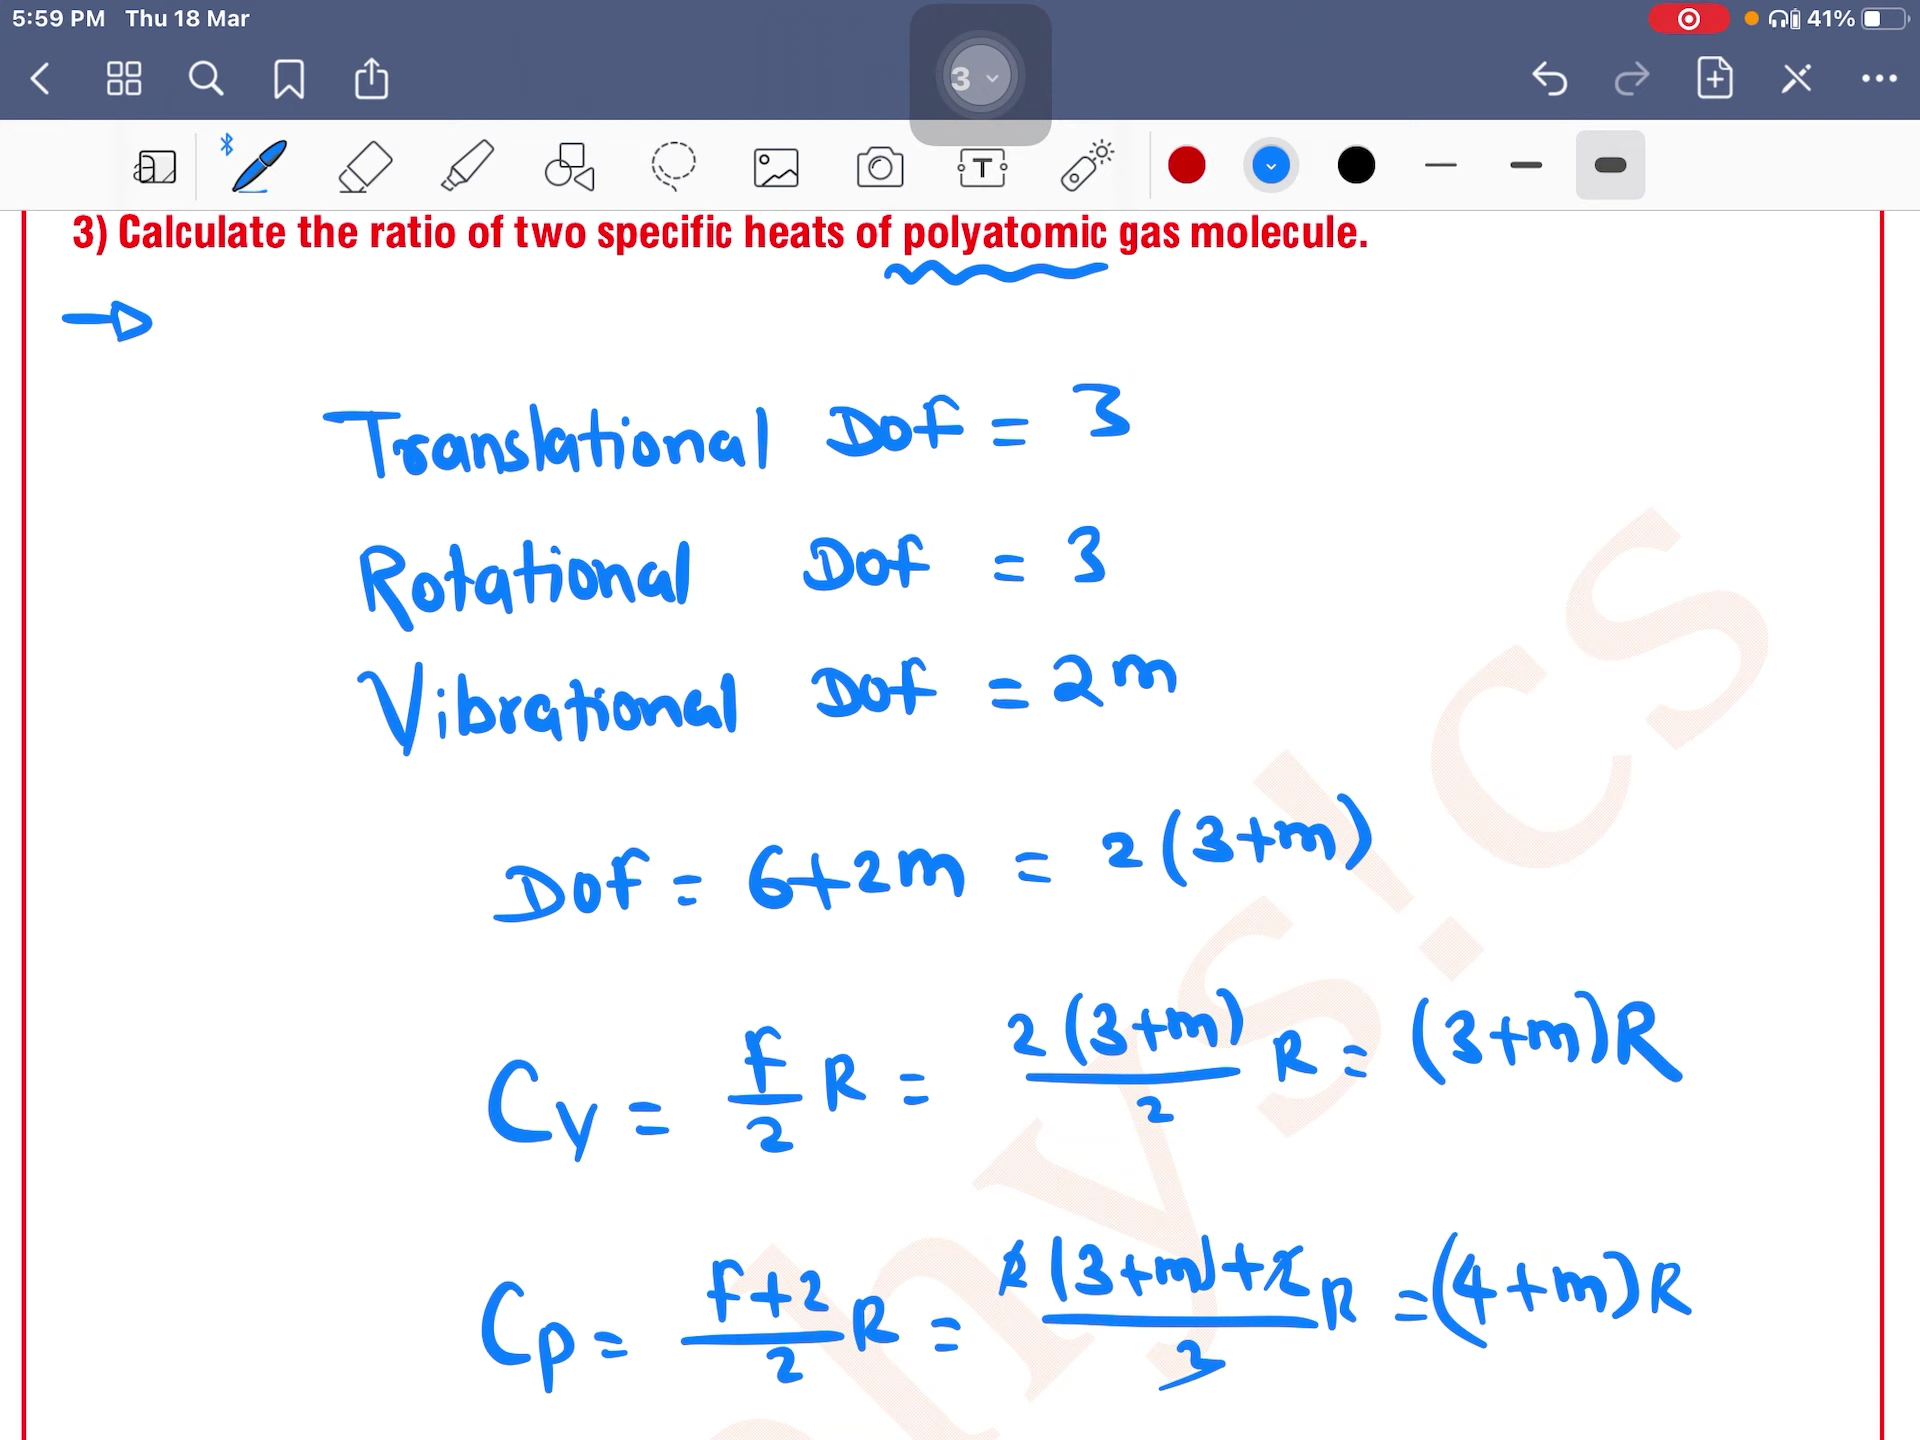 5:59 PM Thu 18 Mar
41%
3
T
3) Calculate the ratio of two specific heats of polyatomic gas molecule.
Translational Dof = 3
Rotational Dof = 3
Vibrational Dof = 2m
Dof = 6+2m = 2(3+m)
Cv = f/2 R = 2(3+m)/2 R = (3+m)R
Cp = f+2/2 R = 2(3+m)+2/2 R = (4+m)R
hys!cs